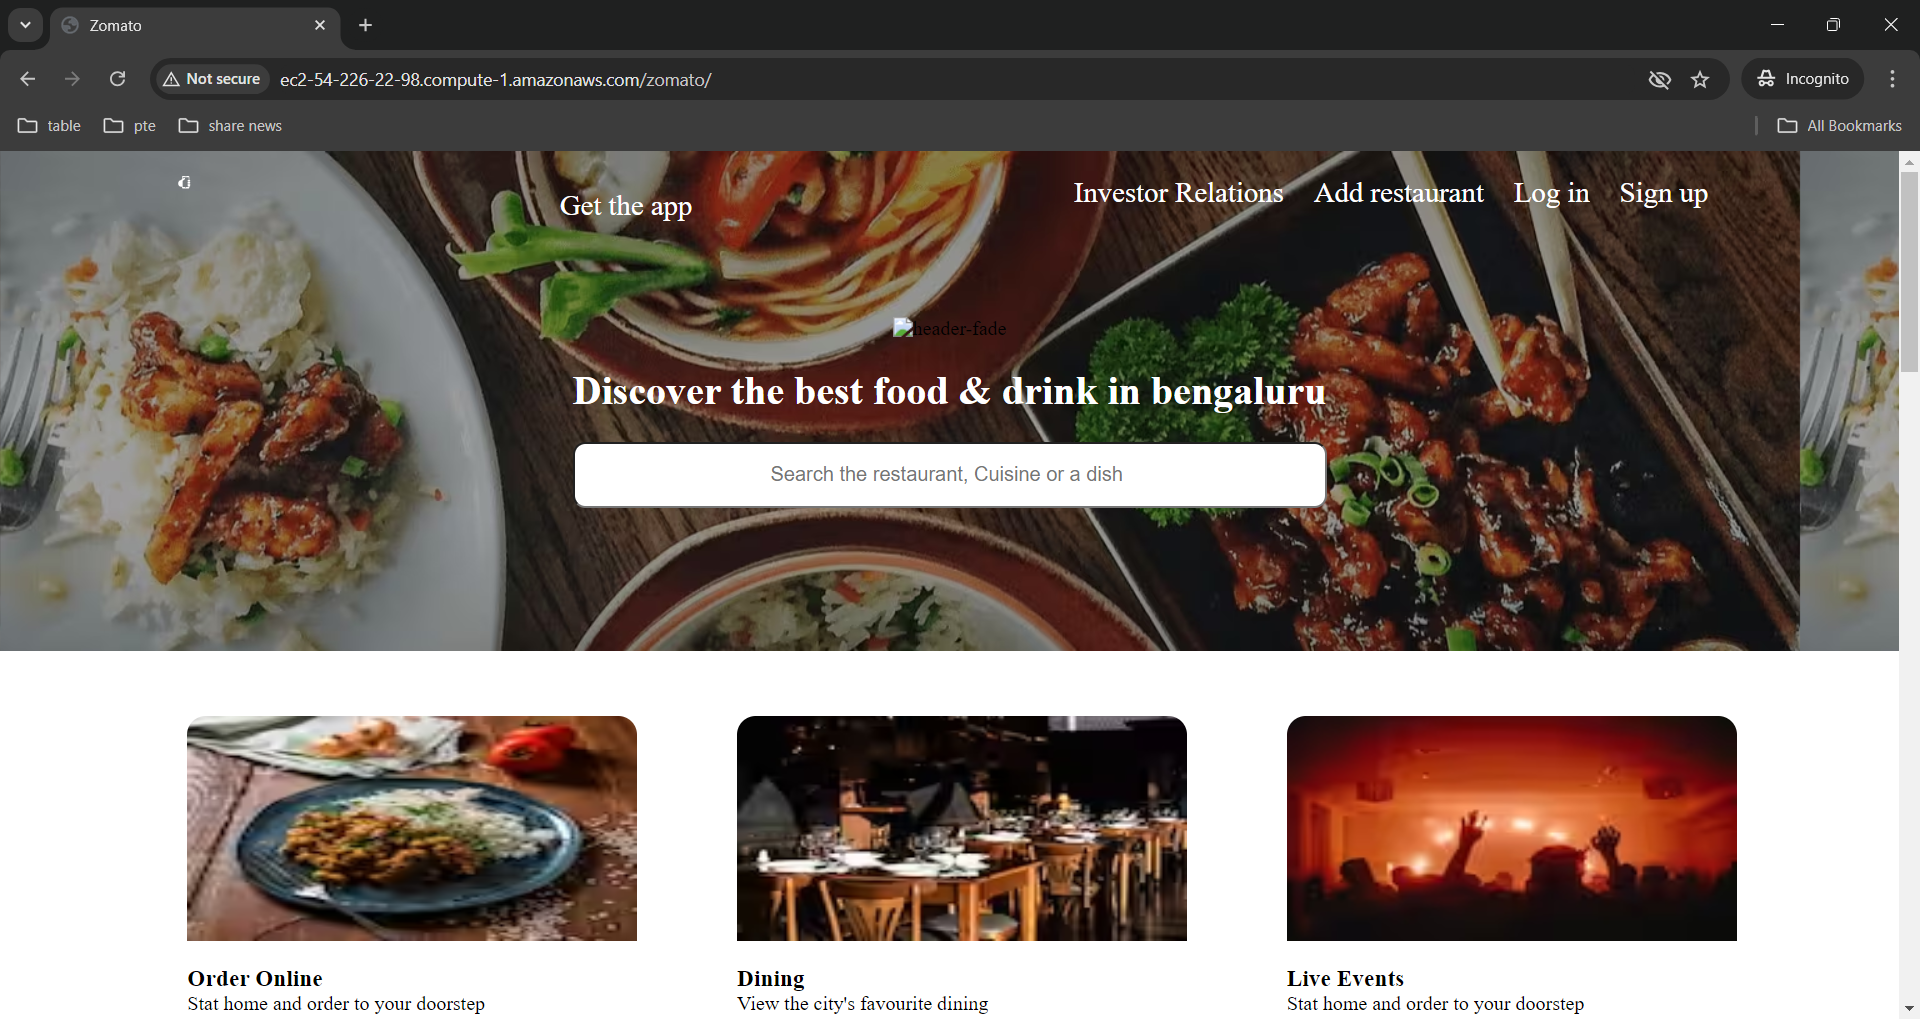 Zomato
Not secure
ec2-54-226-22-98.compute-1.amazonaws.com/zomato/
Incognito
table
pte
share news
All Bookmarks
Get the app
Investor Relations
Add restaurant
Log in
Sign up
header-fade
Discover the best food & drink in bengaluru
Search the restaurant, Cuisine or a dish
Order Online
Stat home and order to your doorstep
Dining
View the city's favourite dining
Live Events
Stat home and order to your doorstep